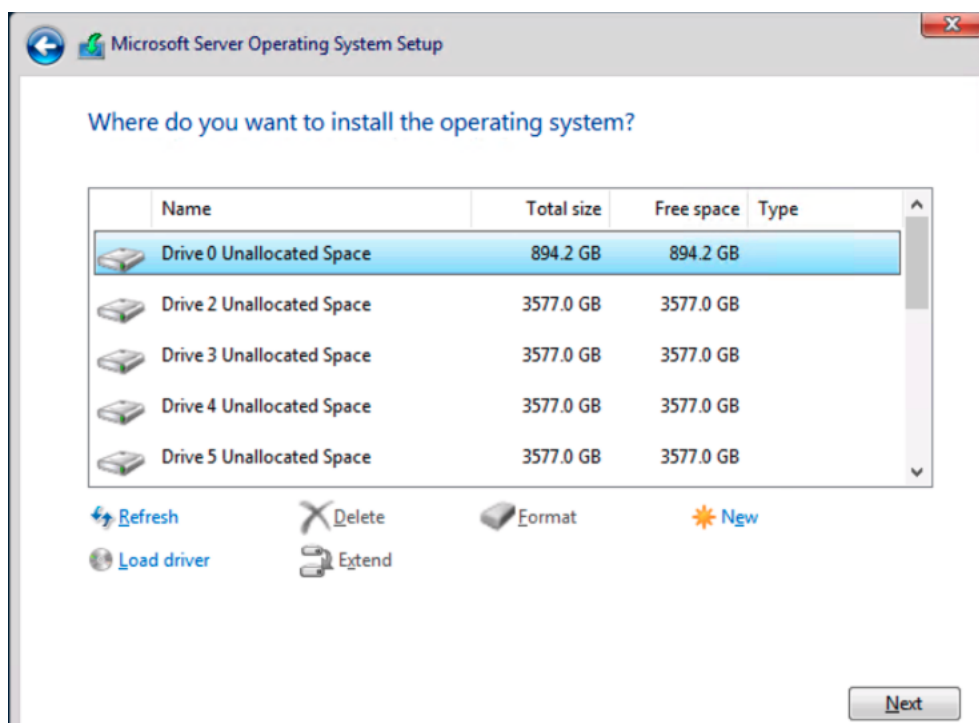 Microsoft Server Operating System Setup
Where do you want to install the operating system?
Name Total size Free space Type
Drive 0 Unallocated Space 894.2 GB 894.2 GB
Drive 2 Unallocated Space 3577.0 GB 3577.0 GB
Drive 3 Unallocated Space 3577.0 GB 3577.0 GB
Drive 4 Unallocated Space 3577.0 GB 3577.0 GB
Drive 5 Unallocated Space 3577.0 GB 3577.0 GB
Refresh Delete Format New
Load driver Extend
Next